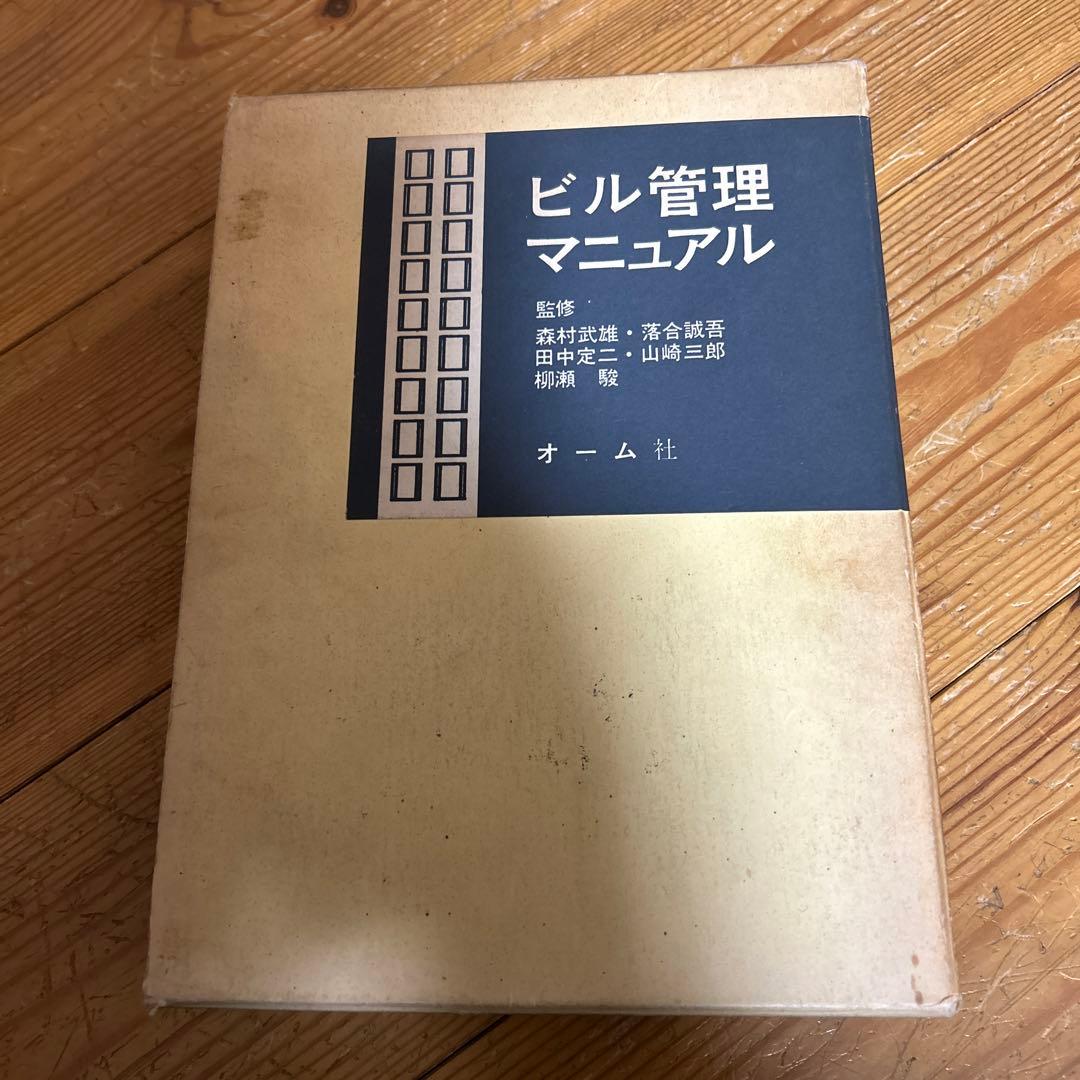 ビル管理
マニュアル
監修
森村武雄・落合誠吾
田中定二・山崎三郎
柳瀬 駿
オーム社